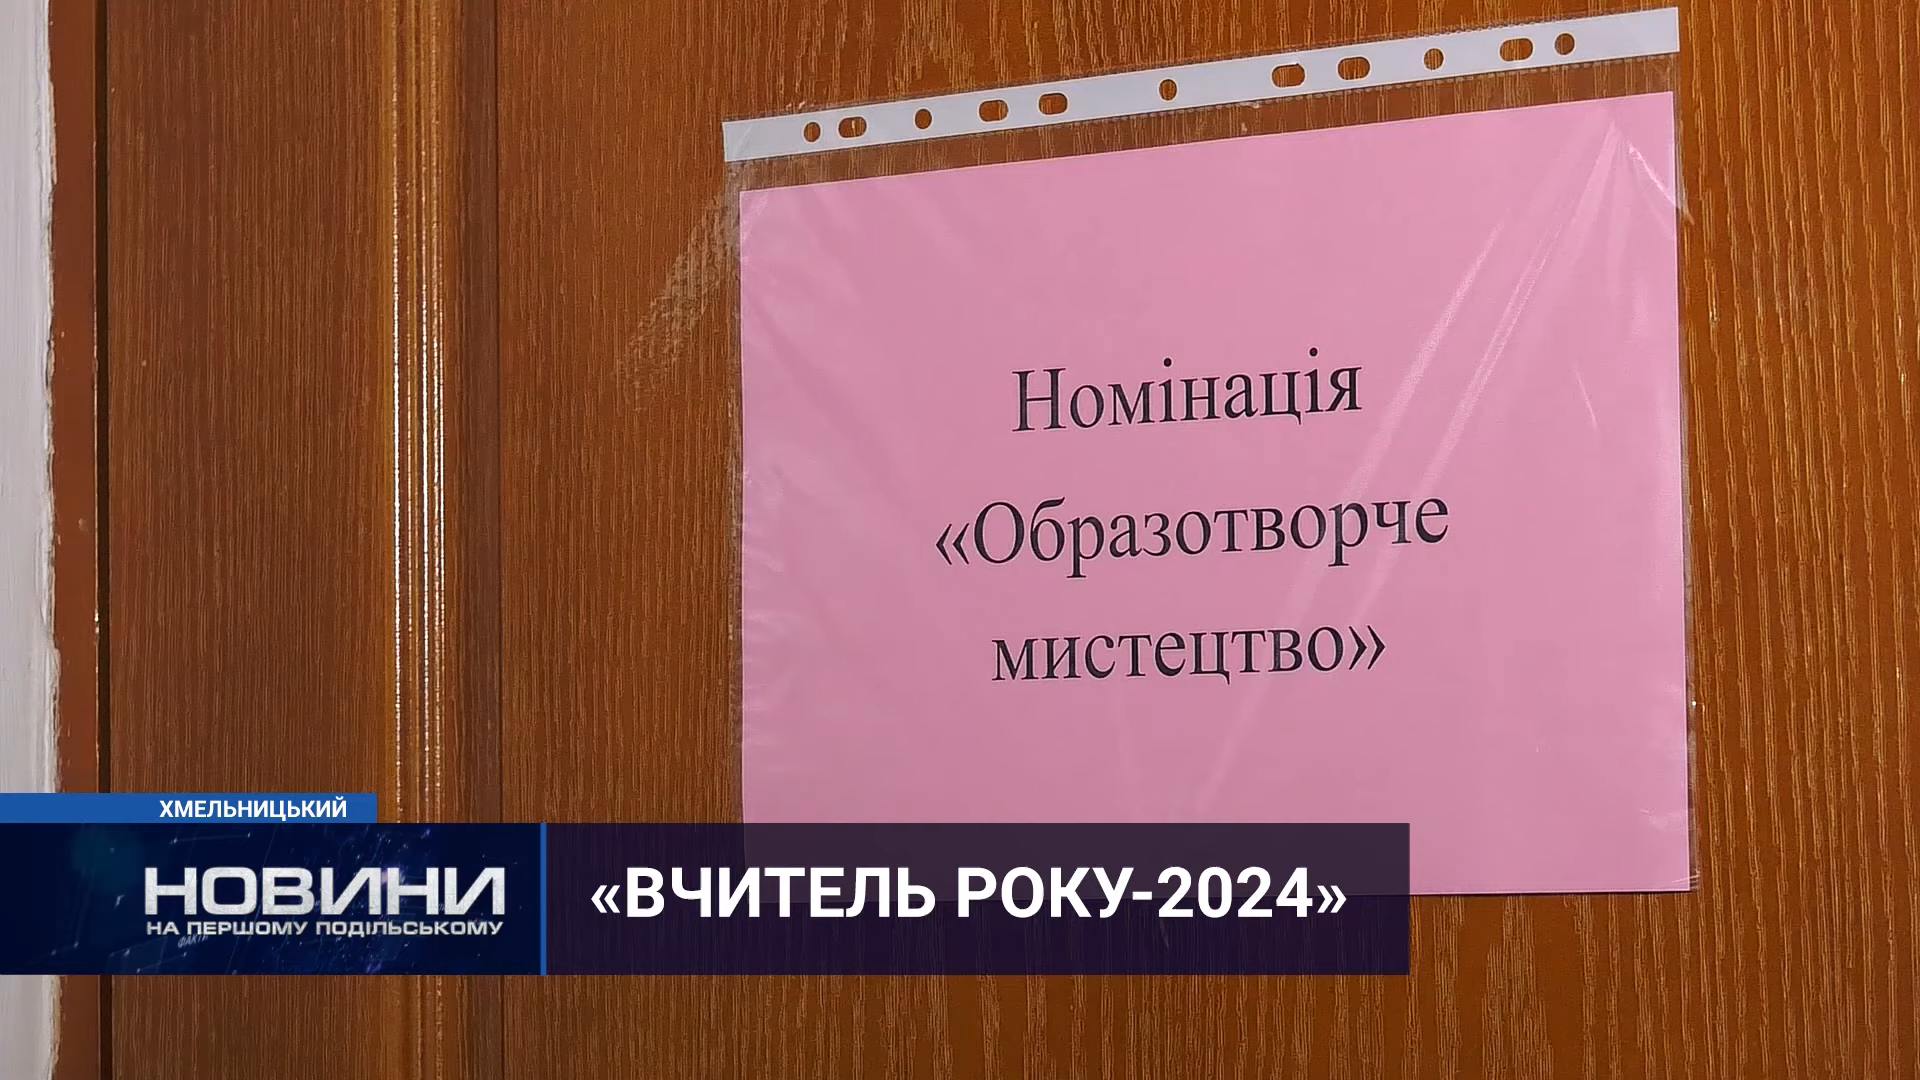 Номінація
«Образотворче
мистецтво»
ХМЕЛЬНИЦЬКИЙ
НОВИНИ
НА ПЕРШОМУ ПОДІЛЬСЬКОМУ
«ВЧИТЕЛЬ РОКУ-2024»